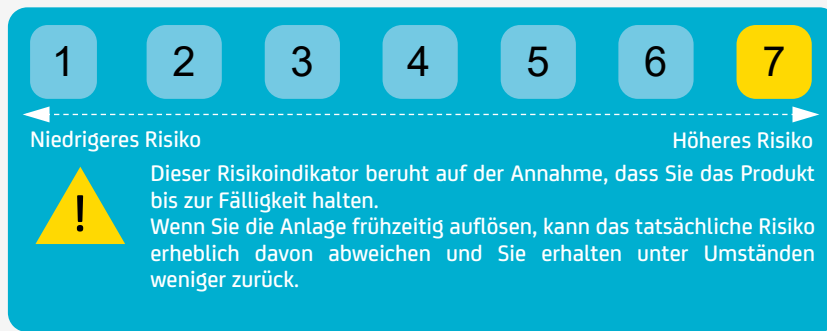 1 2 3 4 5 6 7
Niedrigeres Risiko Höheres Risiko
!
Dieser Risikoindikator beruht auf der Annahme, dass Sie das Produkt
bis zur Fälligkeit halten.
Wenn Sie die Anlage frühzeitig auflösen, kann das tatsächliche Risiko
erheblich davon abweichen und Sie erhalten unter Umständen
weniger zurück.